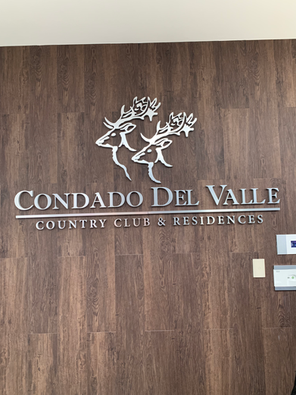 CONDADO DEL VALLE
COUNTRY CLUB & RESIDENCES